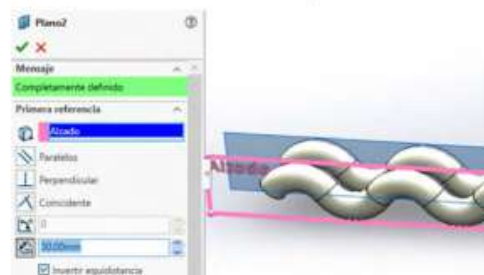 Plano2
Mensaje
Completamente definido
Primera referencia
Alzado
Paralelos
Perpendicular
Coincidente
0
30.00mm
Invertir equidistancia
Alzado